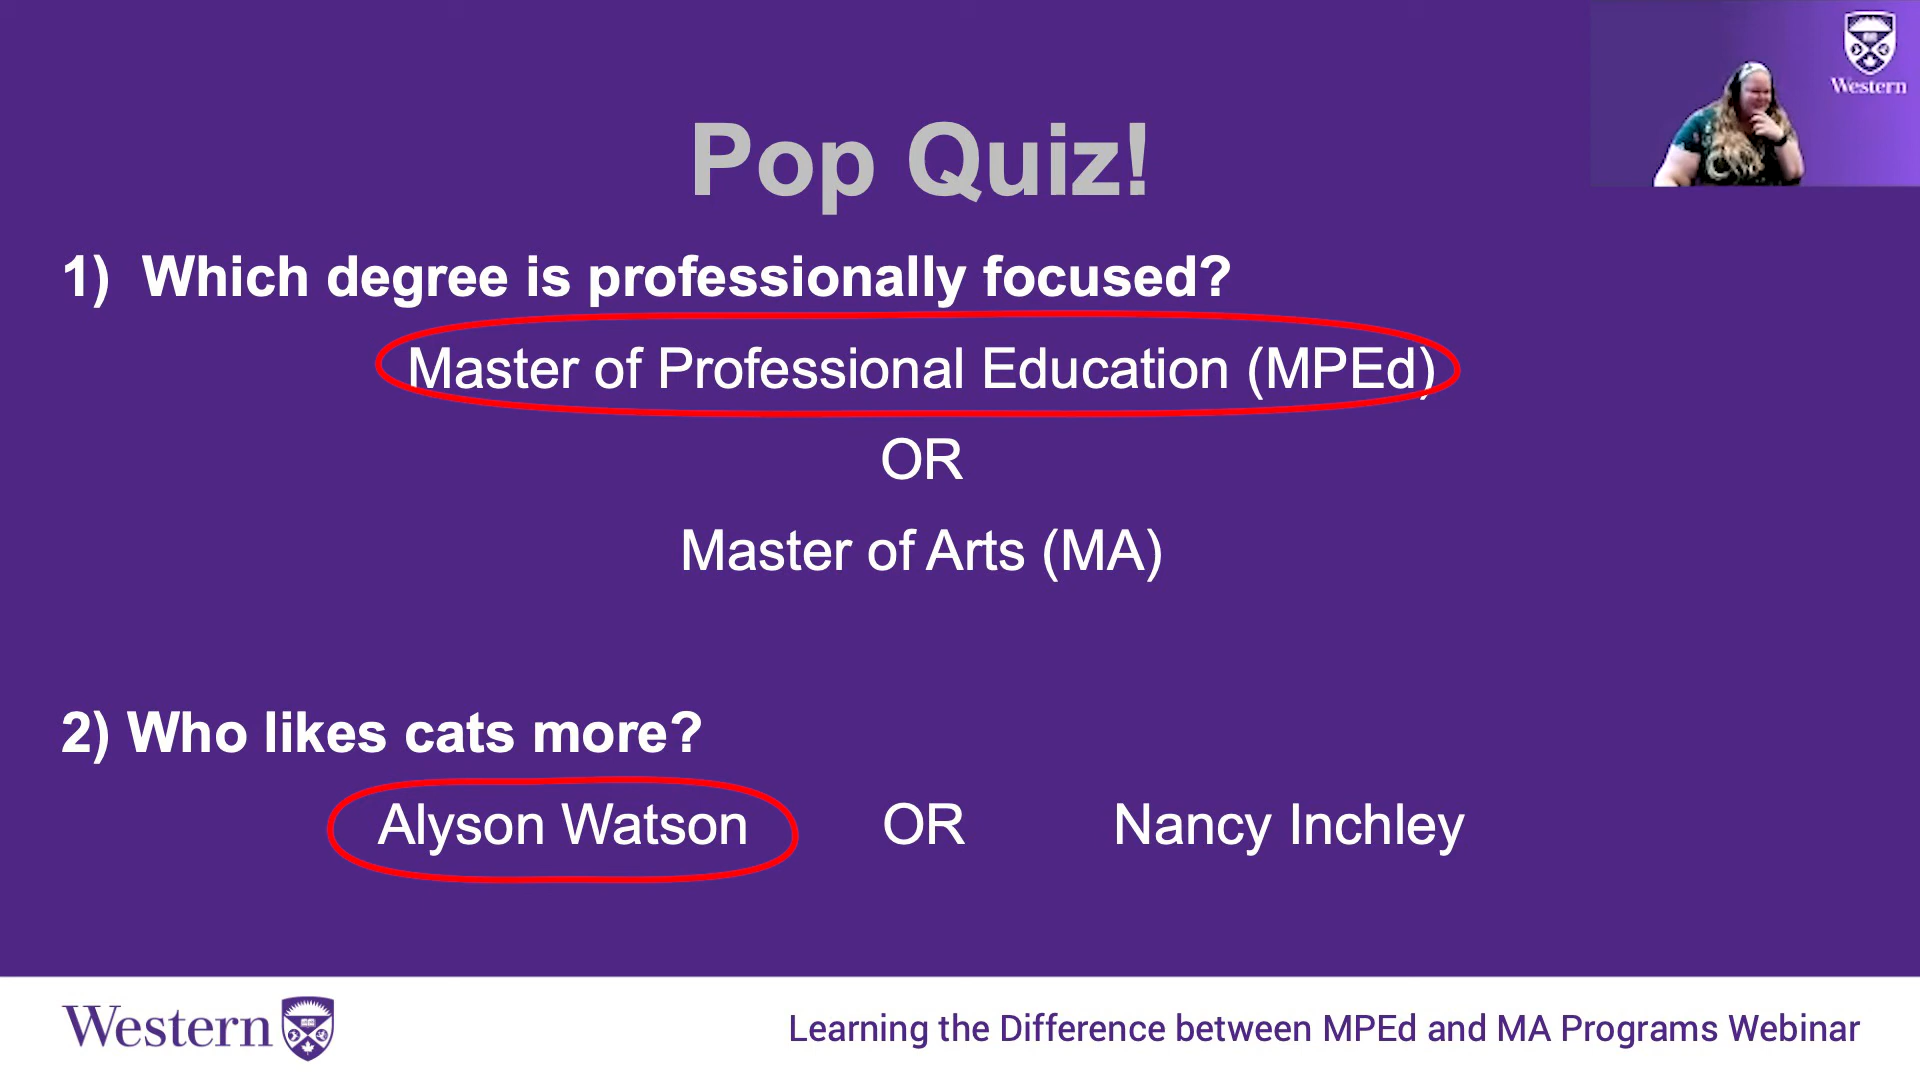 Western
Pop Quiz!
1) Which degree is professionally focused?
Master of Professional Education (MPEd)
OR
Master of Arts (MA)
2) Who likes cats more?
Alyson Watson OR Nancy Inchley
Western
Learning the Difference between MPEd and MA Programs Webinar